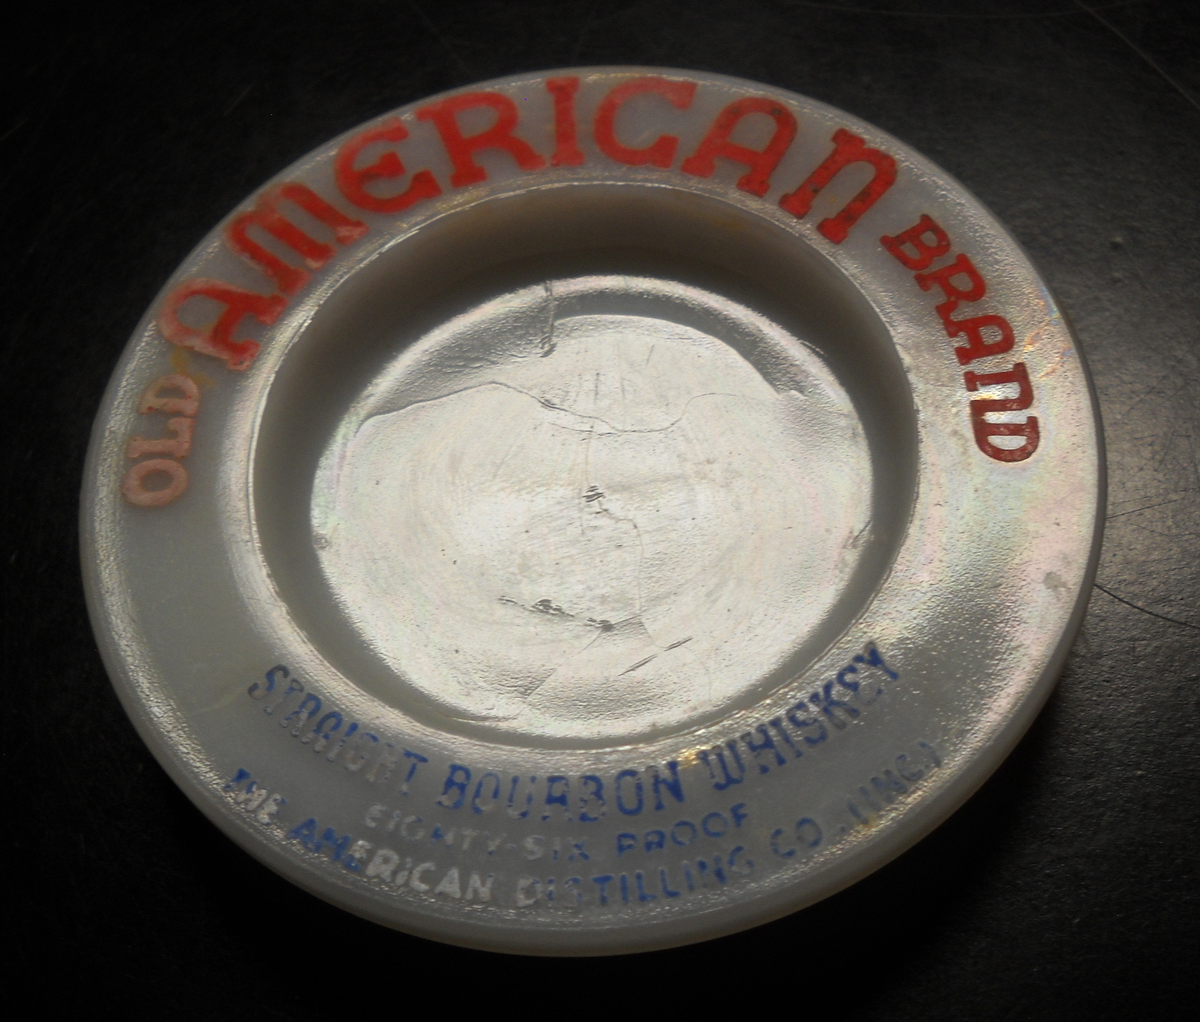 OLD AMERICAN BRAND
STRAIGHT BOURBON WHISKEY
EIGHTY-SIX PROOF
THE AMERICAN DISTILLING CO., (INC.)